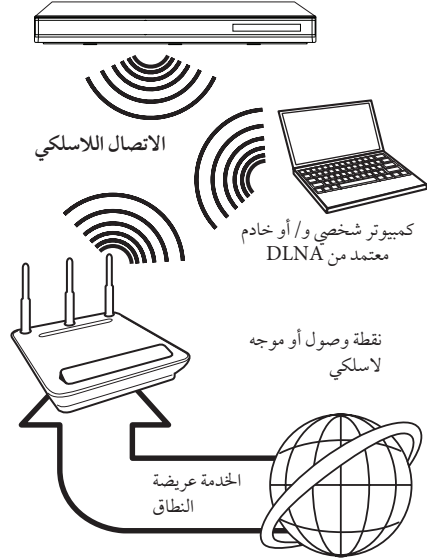 الاتصال اللاسلكي
كمبيوتر شخصي و/ أو خادم
معتمد من DLNA
نقطة وصول أو موجه
لاسلكي
الخدمة عريضة
النطاق